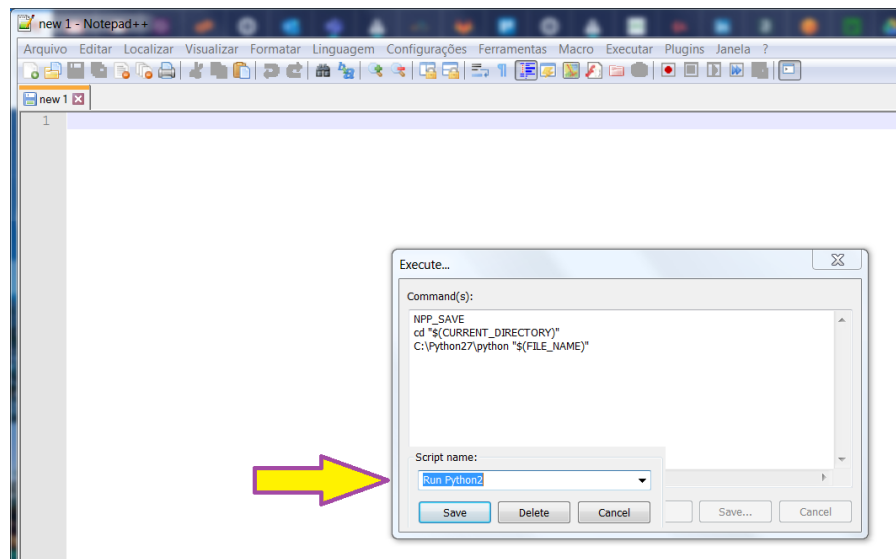 new 1 - Notepad++
Arquivo Editar Localizar Visualizar Formatar Linguagem Configurações Ferramentas Macro Executar Plugins Janela ?
new 1
1
Execute...
Command(s):
NPP_SAVE
cd "$(CURRENT_DIRECTORY)"
C:\Python27\python "$(FILE_NAME)"
Script name:
Run Python2
Save Delete Cancel Save... Cancel